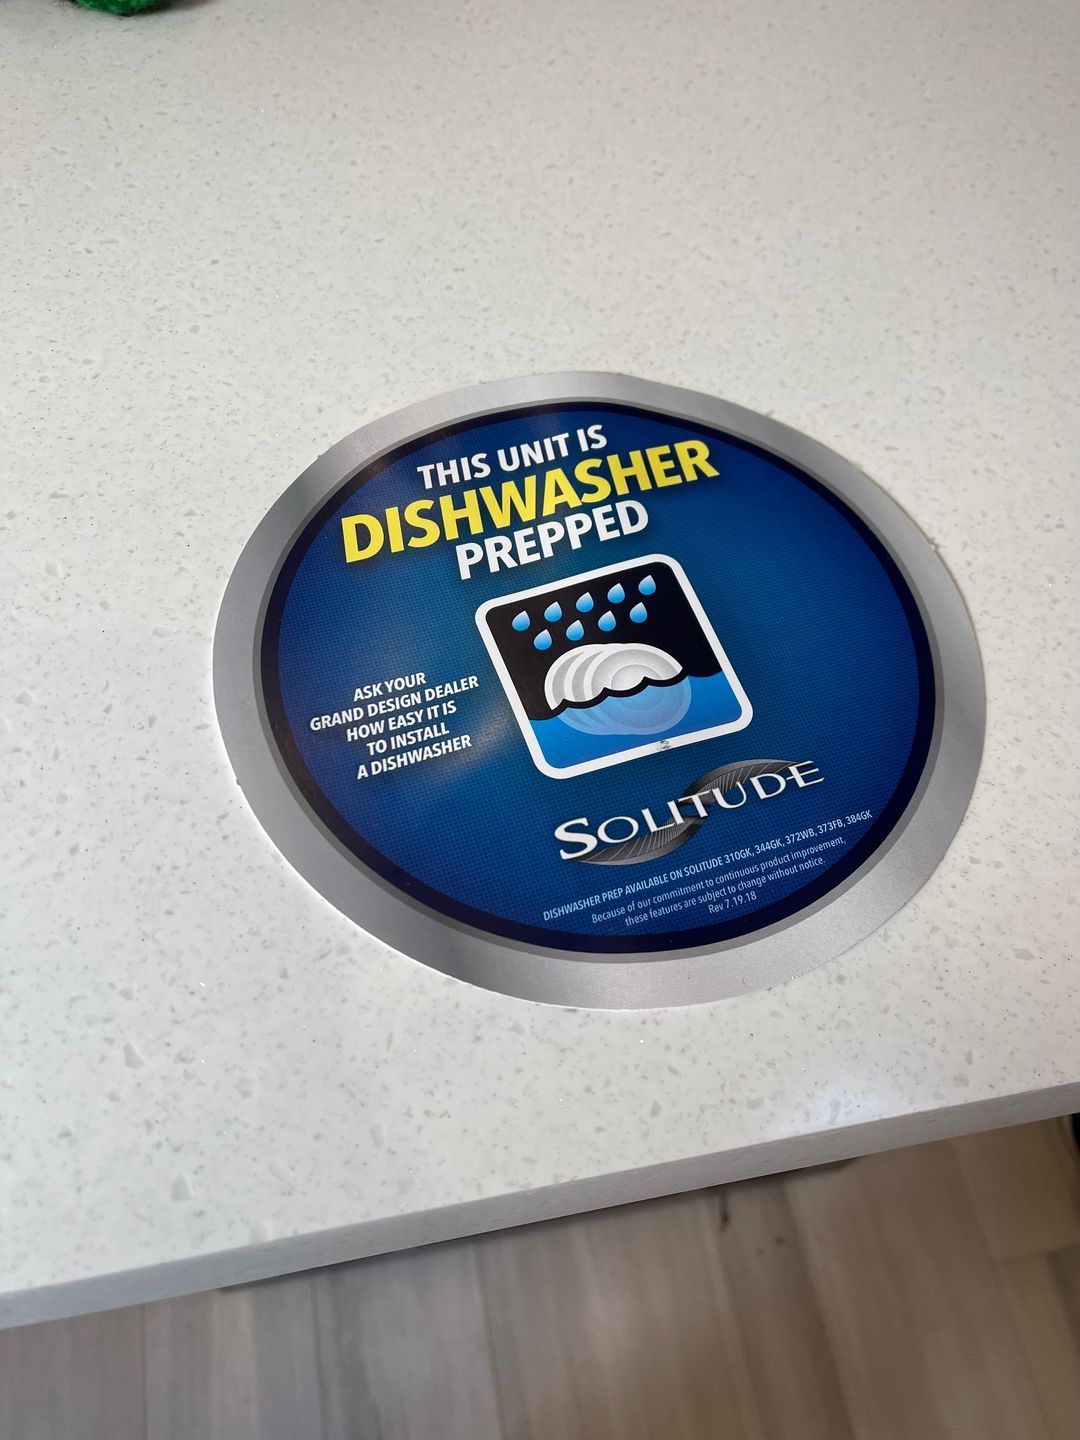 THIS UNIT IS
DISHWASHER
PREPPED
ASK YOUR
GRAND DESIGN DEALER
HOW EASY IT IS
TO INSTALL
A DISHWASHER
SOLITUDE
DISHWASHER PREP AVAILABLE ON SOLITUDE 310GK, 344GK, 372WB, 373FB, 384GK
Because of our commitment to continuous product improvement,
these features are subject to change without notice.
Rev 7.19.18